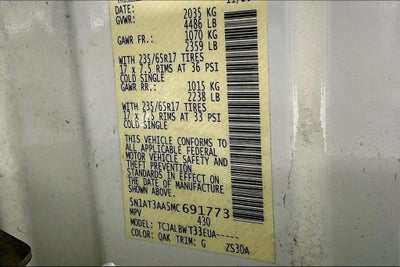 DATE:
2035 KG
GVWR: 4486 LB
GAWR FR.: 1070 KG
2359 LB
WITH 235/65R17 TIRES
17 x 7.5 RIMS AT 36 PSI
COLD SINGLE
GAWR RR.: 1015 KG
2238 LB
WITH 235/65R17 TIRES
17 x 7.5 RIMS AT 33 PSI
COLD SINGLE
THIS VEHICLE CONFORMS TO
ALL APPLICABLE FEDERAL
MOTOR VEHICLE SAFETY AND
THEFT PREVENTION
STANDARDS IN EFFECT ON
THE DATE OF MANUFACTURE
SHOWN ABOVE.
5N1AT3AA5MC691773
MPV 430
MODEL: TCJALBWT33EUA-----
COLOR: QAK TRIM: G ZS30A